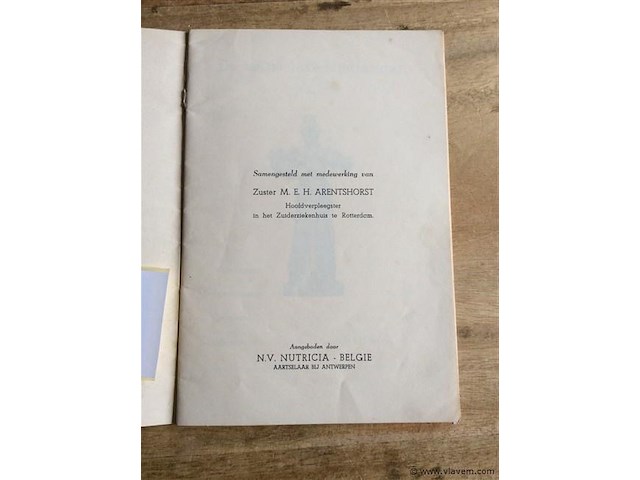 Samengesteld met medewerking van
Zuster M. E. H. ARENTSHORST
Hoofdverpleegster
in het Zuiderziekenhuis te Rotterdam.
Aangeboden door
N.V. NUTRICIA - BELGIE
AARTSELAAR BIJ ANTWERPEN
© www.vlavem.com